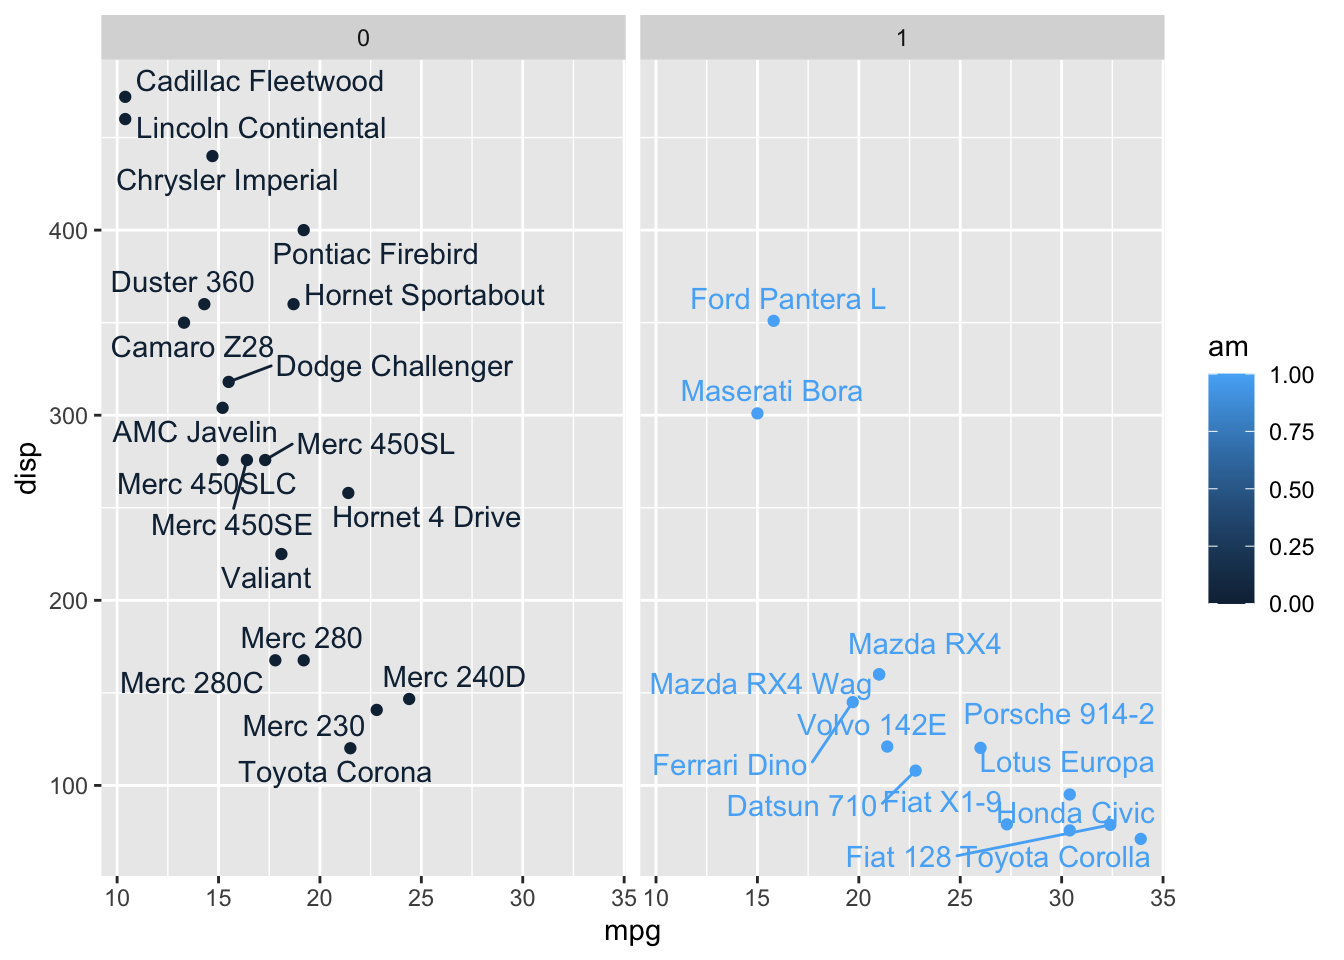 0
1
Cadillac Fleetwood
Lincoln Continental
Chrysler Imperial
Pontiac Firebird
Duster 360
Hornet Sportabout
Camaro Z28
Dodge Challenger
AMC Javelin
Merc 450SL
Merc 450SLC
Merc 450SE
Hornet 4 Drive
Valiant
Merc 280
Merc 280C
Merc 240D
Merc 230
Toyota Corona
Ford Pantera L
Maserati Bora
Mazda RX4
Mazda RX4 Wag
Porsche 914-2
Volvo 142E
Ferrari Dino
Lotus Europa
Datsun 710
Fiat X1-9
Honda Civic
Fiat 128
Toyota Corolla
400
300
200
100
disp
10 15 20 25 30 35
10 15 20 25 30 35
mpg
am
1.00
0.75
0.50
0.25
0.00